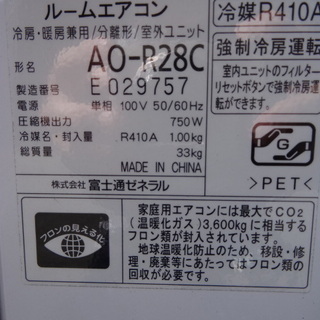 ルームエアコン
冷房・暖房兼用/分離形/室外ユニット
形名 AO-R28C
製造番号 E029757
電源 単相 100V 50/60Hz
圧縮機出力 750W
冷媒名・封入量 R410A 1.00kg
総質量 33kg
MADE IN CHINA
株式会社 富士通ゼネラル
冷媒R410A
強制冷房運転
室内ユニットのフィルター
リセットボタンで強制冷房運
転ができます。
G
>PET<
フロンの見える化
家庭用エアコンには最大でCO2
(温暖化ガス)3,600kgに相当する
フロン類が封入されています。
地球温暖化防止のため、移設・修
理・廃棄等にあたってはフロン類の
回収が必要です。